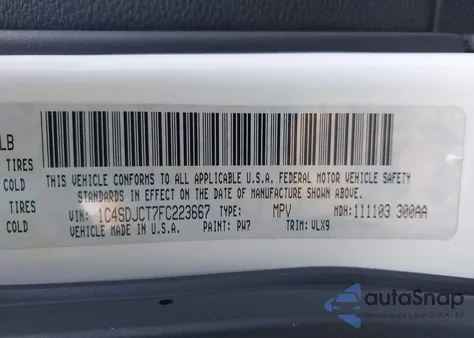 LB
TIRES
COLD
TIRES
COLD
THIS VEHICLE CONFORMS TO ALL APPLICABLE U.S.A. FEDERAL MOTOR VEHICLE SAFETY
STANDARDS IN EFFECT ON THE DATE OF MANUFACTURE SHOWN ABOVE.
VIN: 1C4SDJCT7FC223667 TYPE: MPV MDH: 111103 300AA
VEHICLE MADE IN U.S.A. PAINT: PW7 TRIM: VLX9
autoSnap